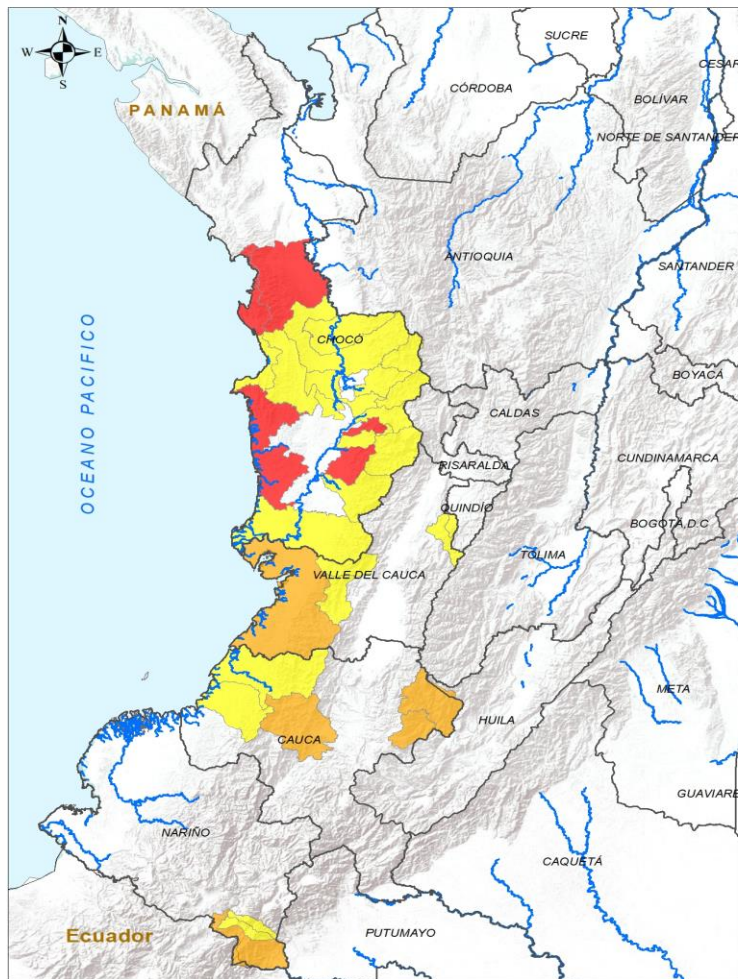 N
W E
S
PANAMÁ
SUCRE
CESAR
CÓRDOBA
BOLÍVAR
NORTE DE SANTANDER
ANTIOQUIA
SANTANDER
OCEANO PACIFICO
CHOCÓ
BOYACÁ
CALDAS
CUNDINAMARCA
RISARALDA
QUINDÍO
BOGOTÁ,D.C
TOLIMA
VALLE DEL CAUCA
META
HUILA
CAUCA
GUAVIARE
NARIÑO
CAQUETÁ
Ecuador
PUTUMAYO